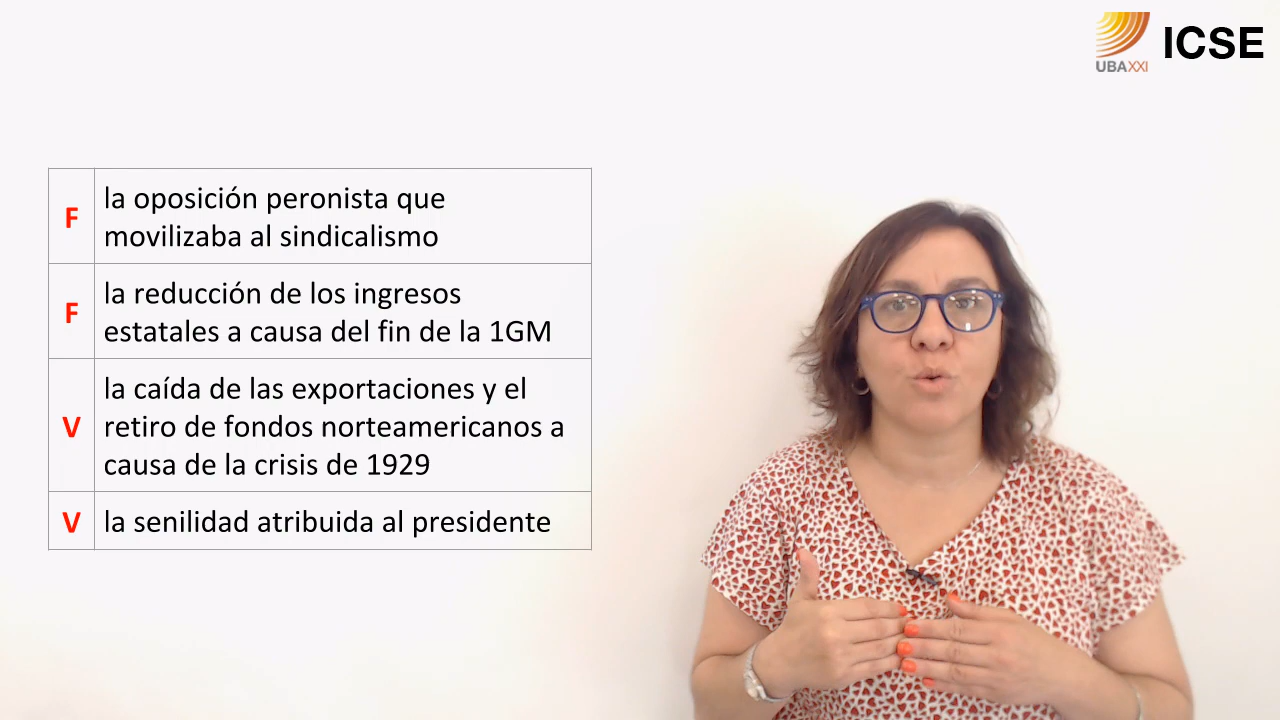 UBAXXI
ICSE
F
la oposición peronista que
movilizaba al sindicalismo
F
la reducción de los ingresos
estatales a causa del fin de la 1GM
V
la caída de las exportaciones y el
retiro de fondos norteamericanos a
causa de la crisis de 1929
V
la senilidad atribuida al presidente